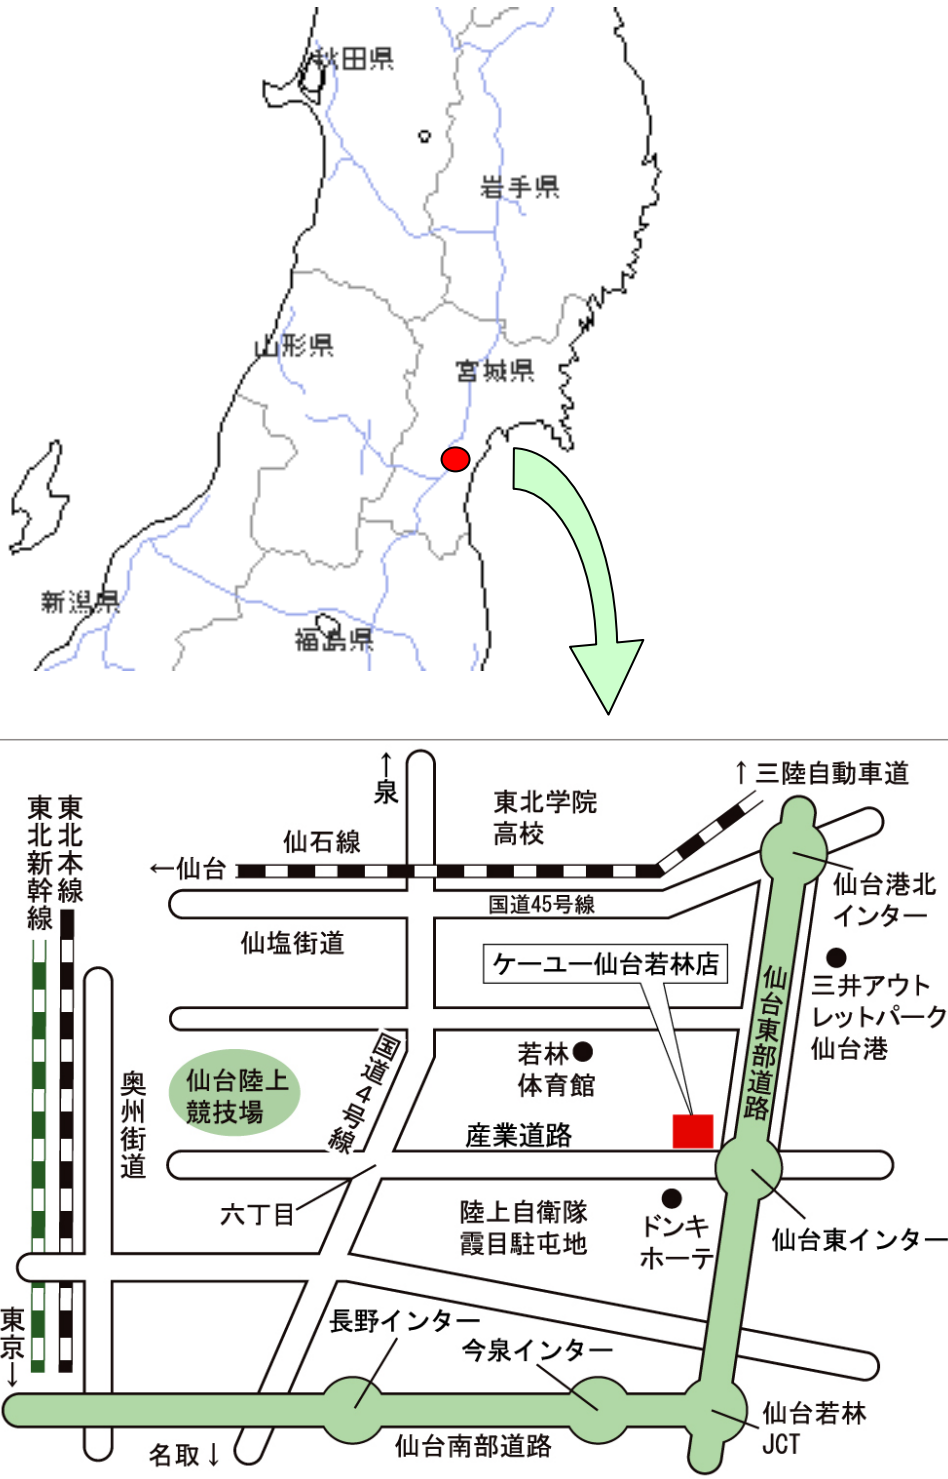 秋田県
岩手県
山形県
宮城県
新潟県
福島県
↑
泉
↑三陸自動車道
東北学院
高校
東北新幹線
東北本線
仙石線
←仙台
仙台港北
インター
国道45号線
仙塩街道
ケーユー仙台若林店
三井アウト
レットパーク
仙台港
仙台東部道路
国道4号線
若林
体育館
仙台陸上
競技場
奥州街道
産業道路
六丁目
陸上自衛隊
霞目駐屯地
ドンキ
ホーテ
仙台東インター
東京↓
長野インター
今泉インター
仙台若林
JCT
名取↓
仙台南部道路